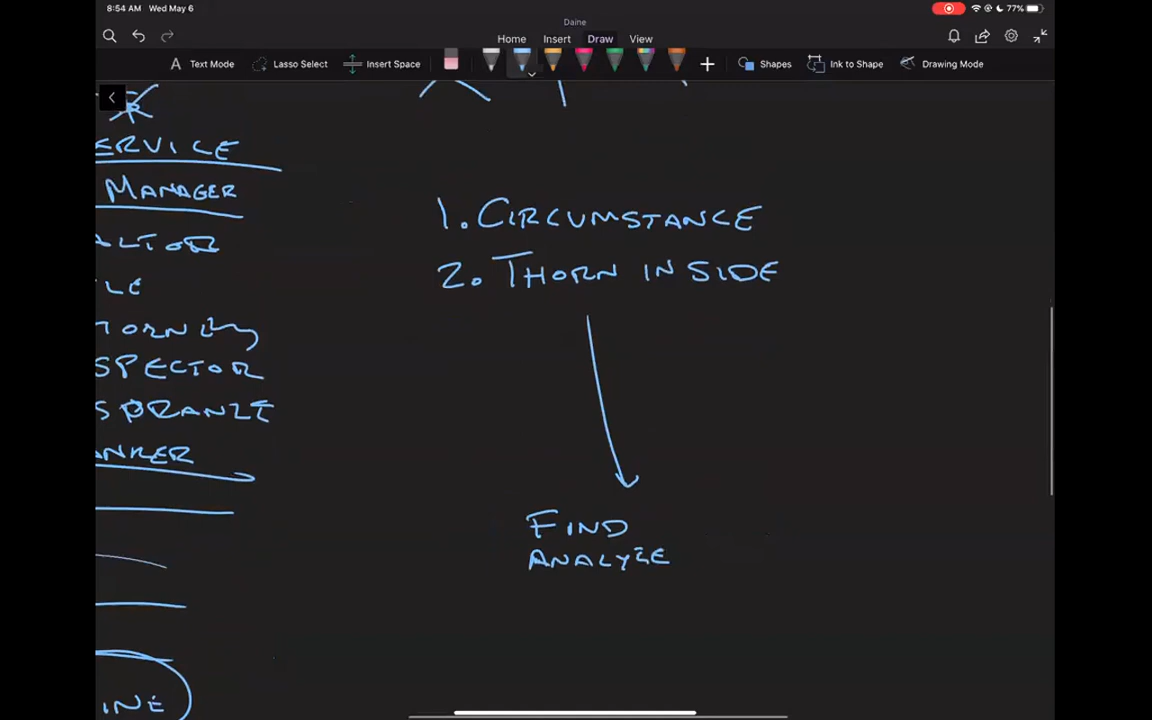 8:54 AM Wed May 6
77%
Daine
Home Insert Draw View
Text Mode Lasso Select Insert Space Shapes Ink to Shape Drawing Mode
ERVICE
MANAGER
ALTOR
LE
SPECTOR
ANKER
INE
1. CIRCUMSTANCE
2. THORN IN SIDE
FIND
ANALYZE